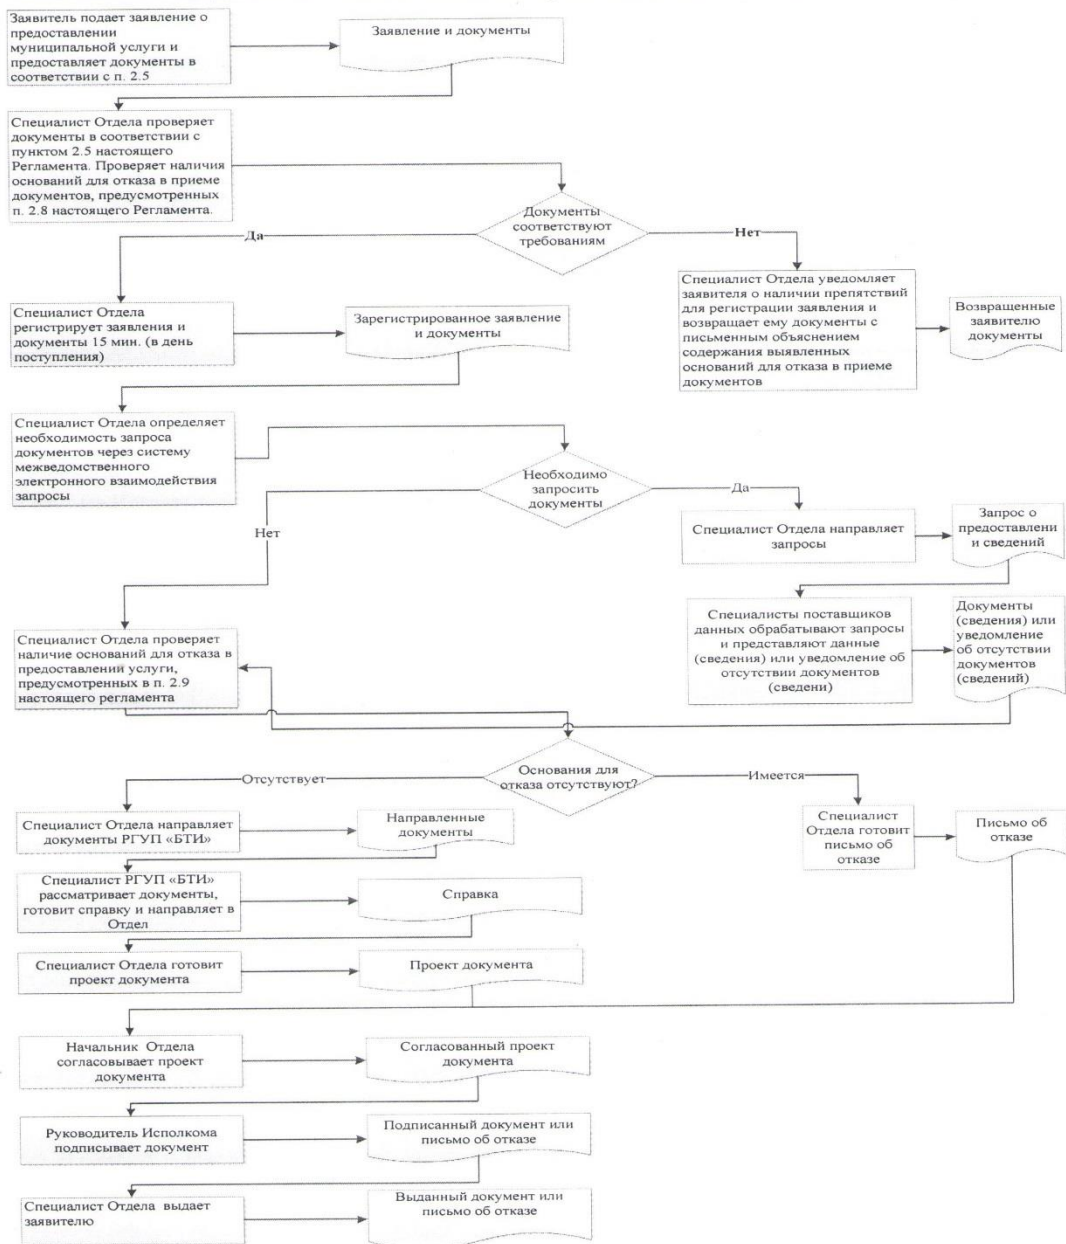 Заявитель подает заявление о
предоставлении
муниципальной услуги и
предоставляет документы в
соответствии с п. 2.5
Заявление и документы
Специалист Отдела проверяет
документы в соответствии с
пунктом 2.5 настоящего
Регламента. Проверяет наличия
оснований для отказа в приеме
документов, предусмотренных
п. 2.8 настоящего Регламента.
Документы
соответствуют
требованиям
Да
Нет
Специалист Отдела
регистрирует заявления и
документы 15 мин. (в день
поступления)
Зарегистрированное заявление
и документы
Специалист Отдела уведомляет
заявителя о наличии препятствий
для регистрации заявления и
возвращает ему документы с
письменным объяснением
содержания выявленных
оснований для отказа в приеме
документов
Возвращенные
заявителю
документы
Специалист Отдела определяет
необходимость запроса
документов через систему
межведомственного
электронного взаимодействия
запросы
Необходимо
запросить
документы
Да
Нет
Специалист Отдела направляет
запросы
Запрос о
предоставлени
и сведений
Специалисты поставщиков
данных обрабатывают запросы
и представляют данные
(сведения) или уведомление об
отсутствии документов
(сведени)
Документы
(сведения) или
уведомление
об отсутствии
документов
(сведений)
Специалист Отдела проверяет
наличие оснований для отказа в
предоставлении услуги,
предусмотренных в п. 2.9
настоящего регламента
Основания для
отказа отсутствуют?
Отсутствует
Имеется
Специалист Отдела направляет
документы РГУП «БТИ»
Направленные
документы
Специалист
Отдела готовит
письмо об
отказе
Письмо об
отказе
Специалист РГУП «БТИ»
рассматривает документы,
готовит справку и направляет в
Отдел
Справка
Специалист Отдела готовит
проект документа
Проект документа
Начальник Отдела
согласовывает проект
документа
Согласованный проект
документа
Руководитель Исполкома
подписывает документ
Подписанный документ или
письмо об отказе
Специалист Отдела выдает
заявителю
Выданный документ или
письмо об отказе